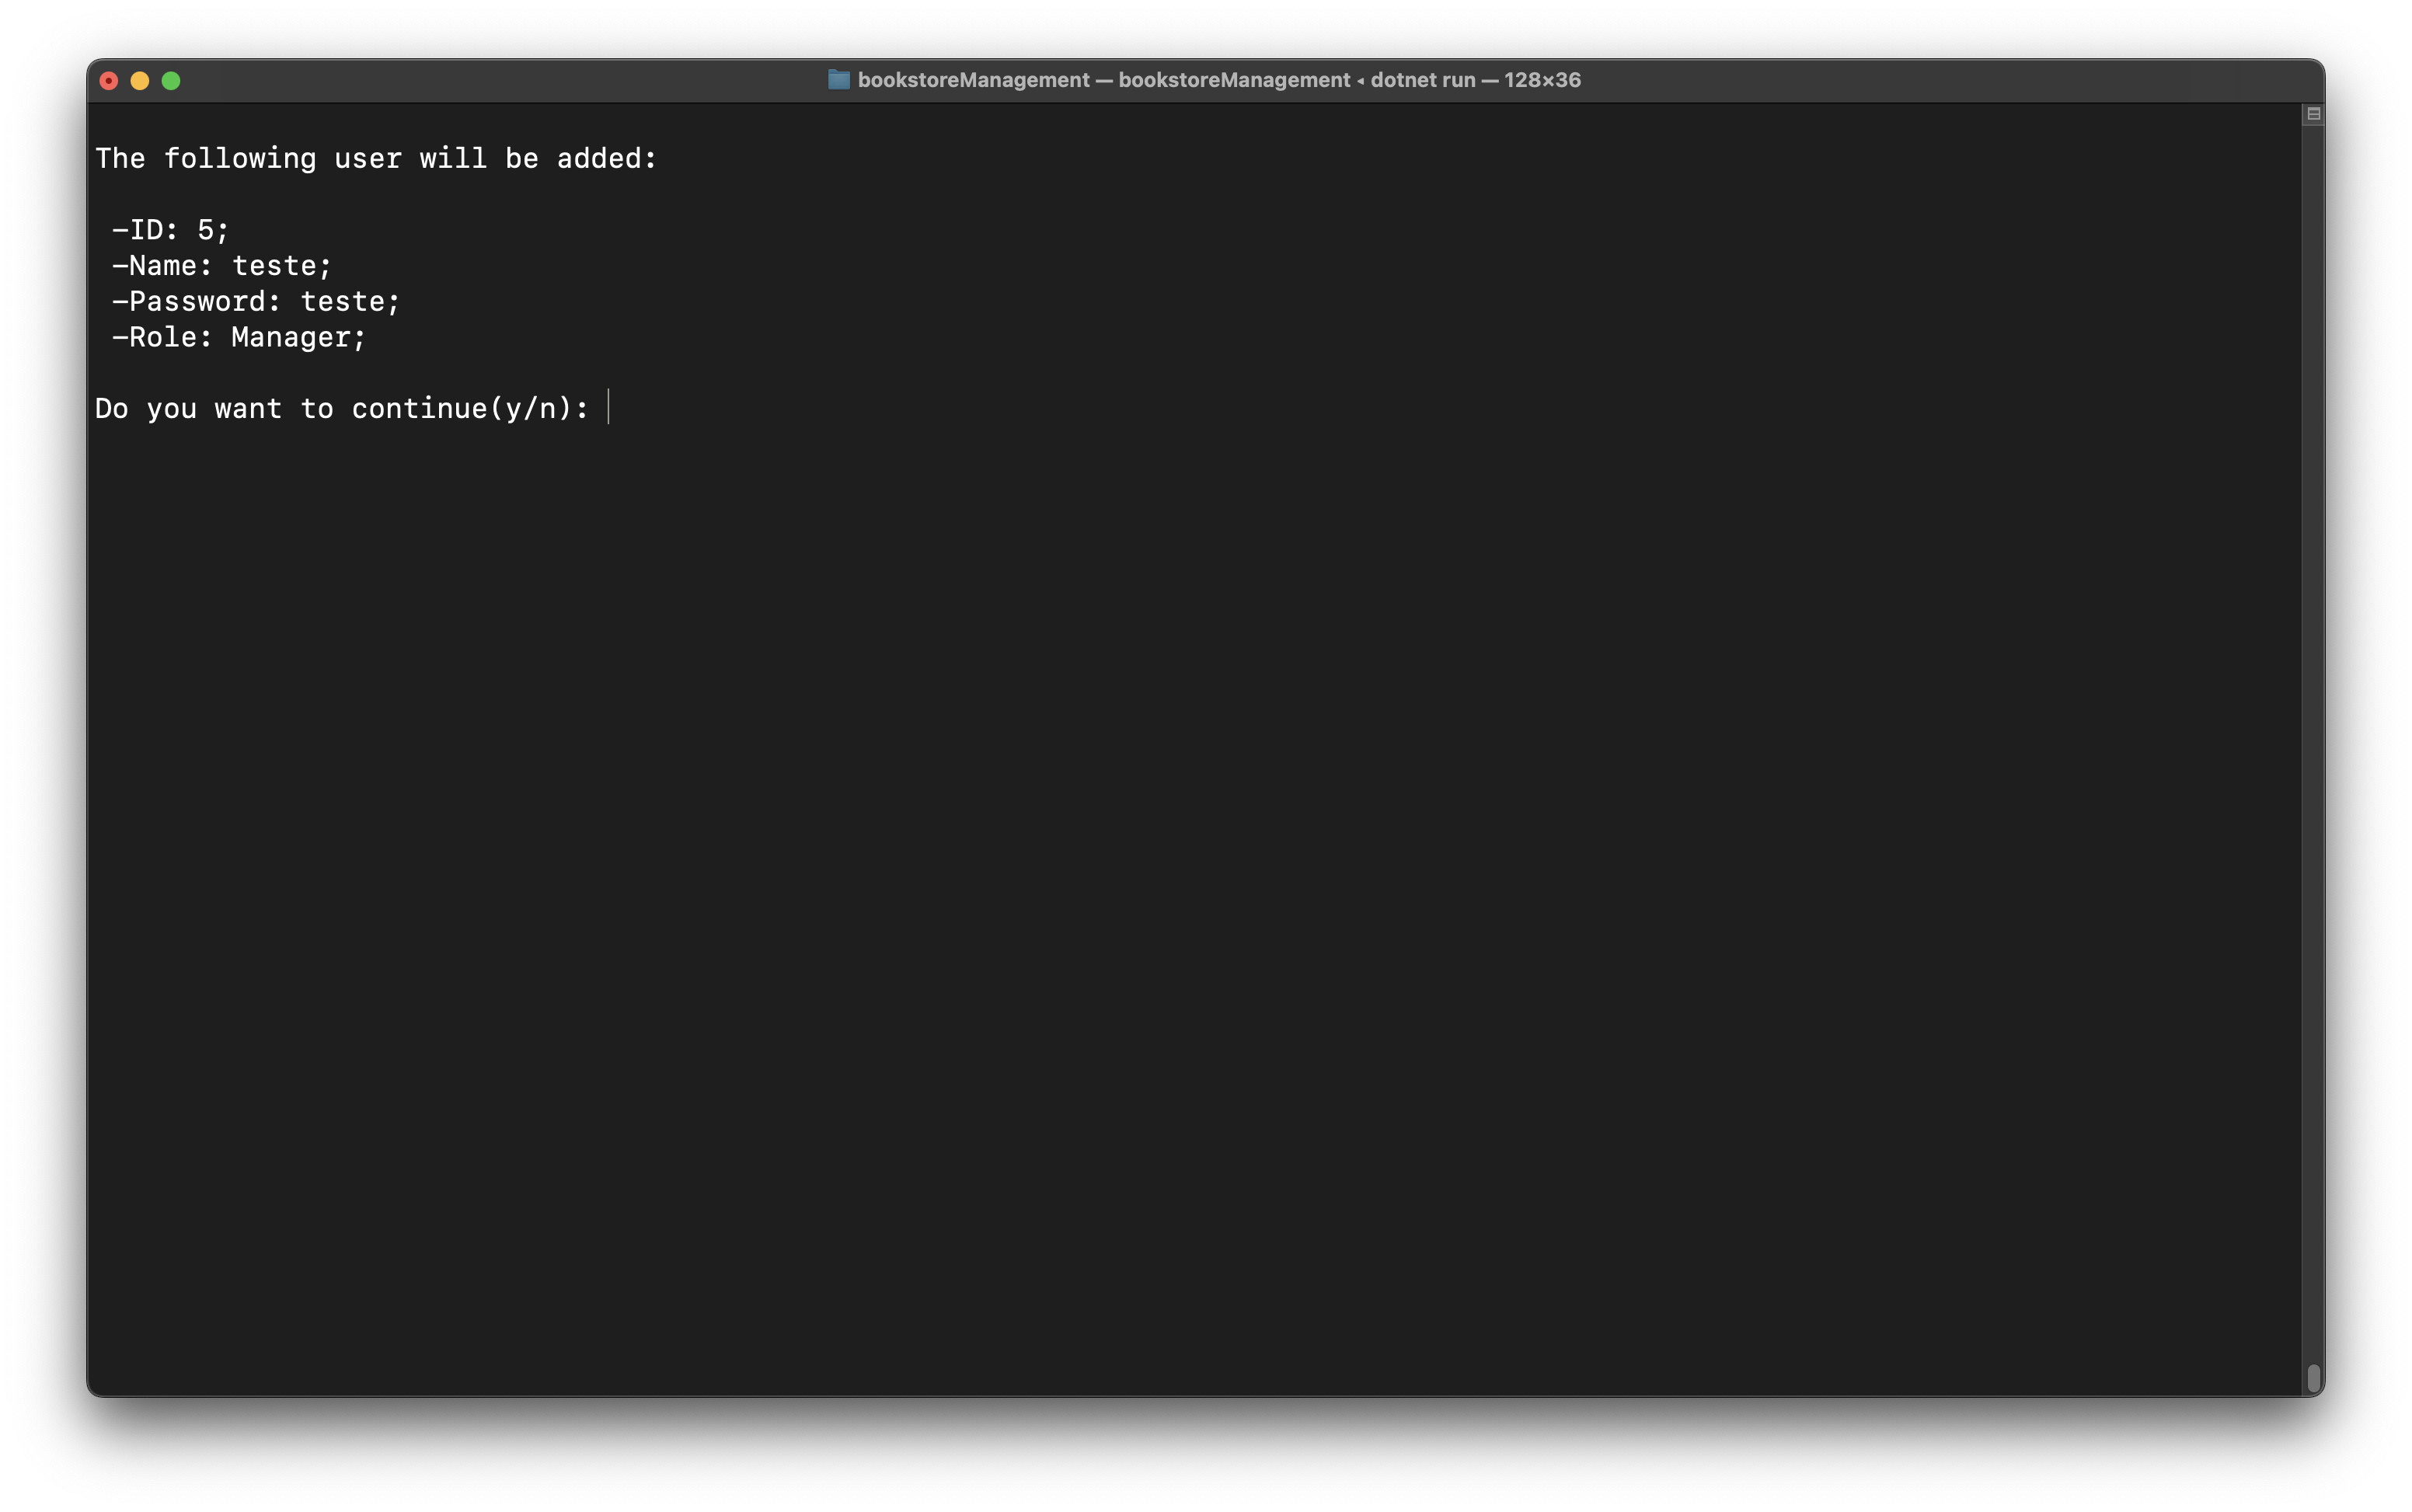 bookstoreManagement — bookstoreManagement ◂ dotnet run — 128×36
The following user will be added:
-ID: 5;
-Name: teste;
-Password: teste;
-Role: Manager;
Do you want to continue(y/n):